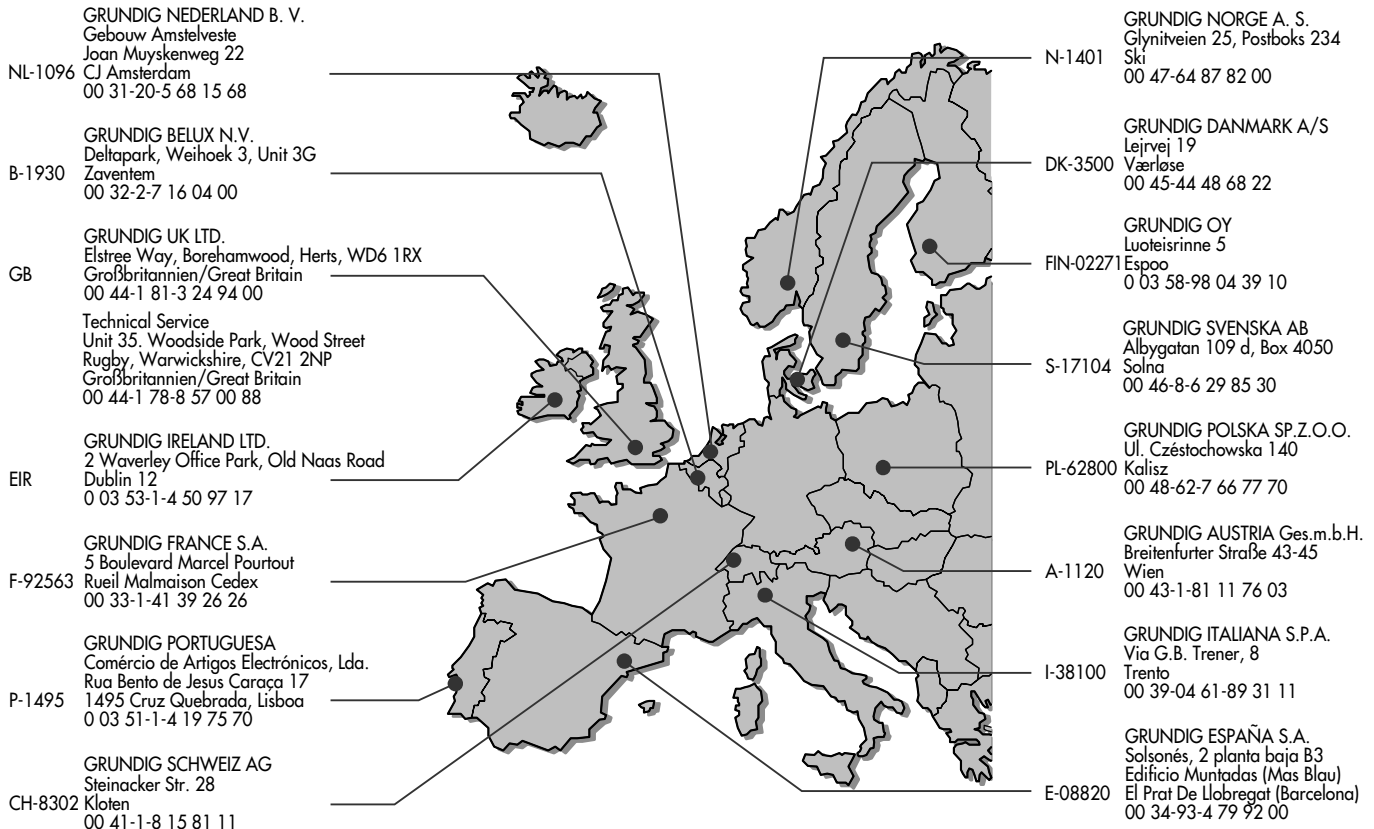 GRUNDIG NEDERLAND B. V.
Gebouw Amstelveste
Joan Muyskenweg 22
NL-1096 CJ Amsterdam
00 31-20-5 68 15 68
GRUNDIG BELUX N.V.
Deltapark, Weihoek 3, Unit 3G
B-1930 Zaventem
00 32-2-7 16 04 00
GRUNDIG UK LTD.
Elstree Way, Borehamwood, Herts, WD6 1RX
GB Großbritannien/Great Britain
00 44-1 81-3 24 94 00
Technical Service
Unit 35. Woodside Park, Wood Street
Rugby, Warwickshire, CV21 2NP
Großbritannien/Great Britain
00 44-1 78-8 57 00 88
GRUNDIG IRELAND LTD.
2 Waverley Office Park, Old Naas Road
EIR Dublin 12
0 03 53-1-4 50 97 17
GRUNDIG FRANCE S.A.
5 Boulevard Marcel Pourtout
F-92563 Rueil Malmaison Cedex
00 33-1-41 39 26 26
GRUNDIG PORTUGUESA
Comércio de Artigos Electrónicos, Lda.
Rua Bento de Jesus Caraça 17
P-1495 1495 Cruz Quebrada, Lisboa
0 03 51-1-4 19 75 70
GRUNDIG SCHWEIZ AG
Steinacker Str. 28
CH-8302 Kloten
00 41-1-8 15 81 11
GRUNDIG NORGE A. S.
Glynitveien 25, Postboks 234
N-1401 Ski
00 47-64 87 82 00
GRUNDIG DANMARK A/S
Lejrvej 19
DK-3500 Værløse
00 45-44 48 68 22
GRUNDIG OY
Luoteisrinne 5
FIN-02271 Espoo
0 03 58-98 04 39 10
GRUNDIG SVENSKA AB
Albygatan 109 d, Box 4050
S-17104 Solna
00 46-8-6 29 85 30
GRUNDIG POLSKA SP.Z.O.O.
Ul. Czéstochowska 140
PL-62800 Kalisz
00 48-62-7 66 77 70
GRUNDIG AUSTRIA Ges.m.b.H.
Breitenfurter Straße 43-45
A-1120 Wien
00 43-1-81 11 76 03
GRUNDIG ITALIANA S.P.A.
Via G.B. Trener, 8
I-38100 Trento
00 39-04 61-89 31 11
GRUNDIG ESPAÑA S.A.
Solsonés, 2 planta baja B3
Edificio Muntadas (Mas Blau)
E-08820 El Prat De Llobregat (Barcelona)
00 34-93-4 79 92 00